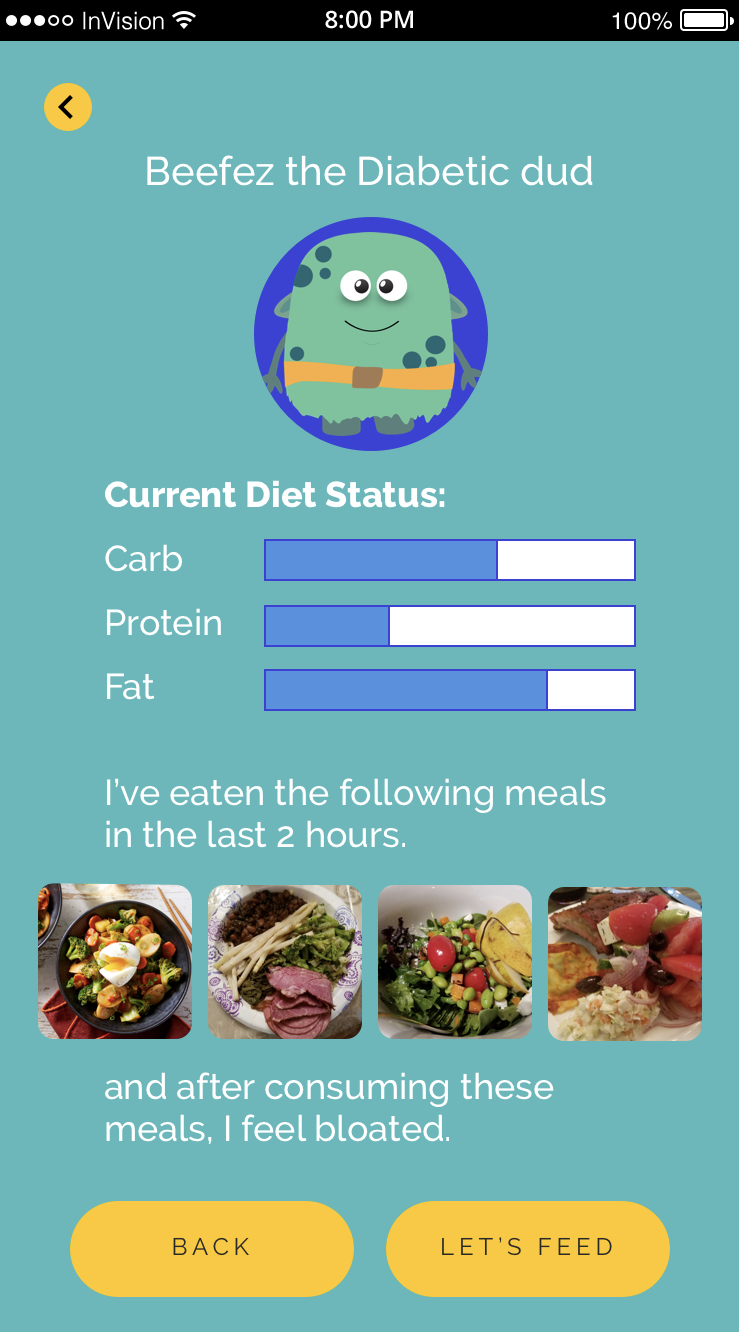 InVision 8:00 PM 100%
Beefez the Diabetic dud
Current Diet Status:
Carb
Protein
Fat
I’ve eaten the following meals
in the last 2 hours.
and after consuming these
meals, I feel bloated.
BACK LET’S FEED